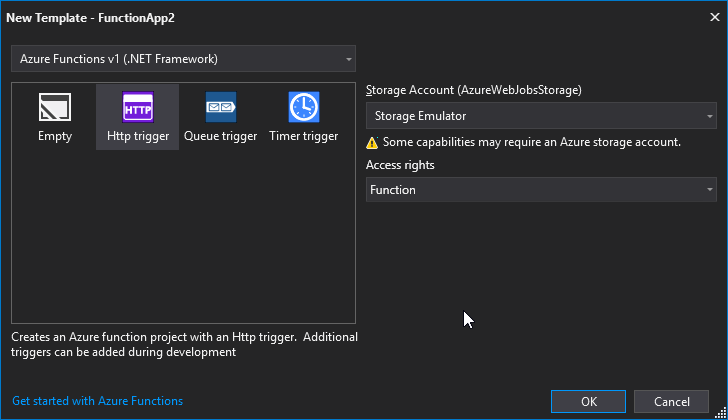 New Template - FunctionApp2
Azure Functions v1 (.NET Framework)
Empty
HTTP
Http trigger
Queue trigger
Timer trigger
Storage Account (AzureWebJobsStorage)
Storage Emulator
Some capabilities may require an Azure storage account.
Access rights
Function
Creates an Azure function project with an Http trigger.  Additional
triggers can be added during development
Get started with Azure Functions
OK
Cancel